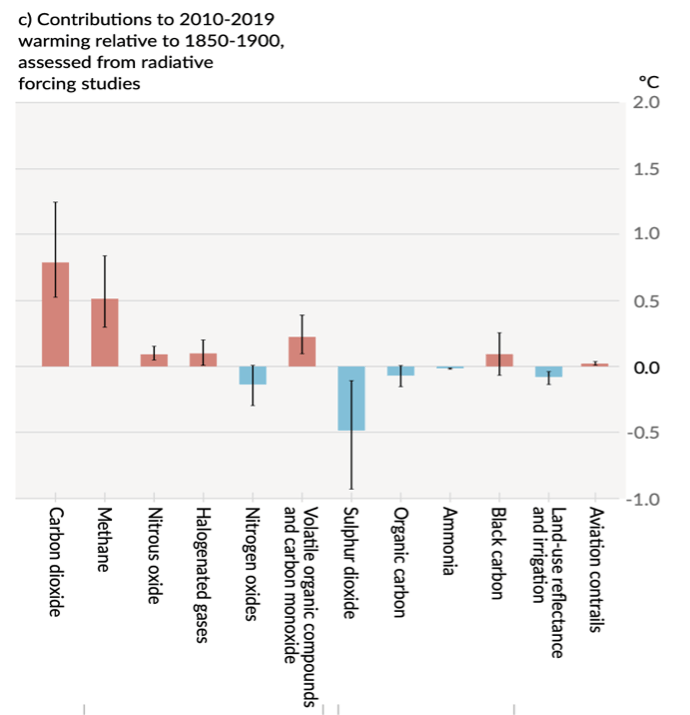 c) Contributions to 2010-2019
warming relative to 1850-1900,
assessed from radiative
forcing studies
°C
2.0
1.5
1.0
0.5
0.0
-0.5
-1.0
Carbon dioxide
Methane
Nitrous oxide
Halogenated gases
Nitrogen oxides
Volatile organic compounds
and carbon monoxide
Sulphur dioxide
Organic carbon
Ammonia
Black carbon
Land-use reflectance
and irrigation
Aviation contrails